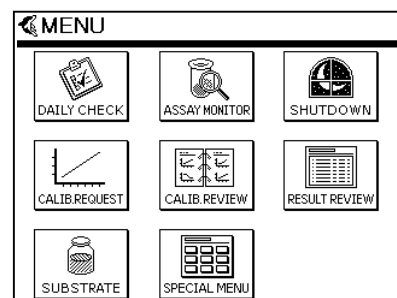 MENU
DAILY CHECK
ASSAY MONITOR
SHUTDOWN
CALIB.REQUEST
CALIB.REVIEW
RESULT REVIEW
SUBSTRATE
SPECIAL MENU